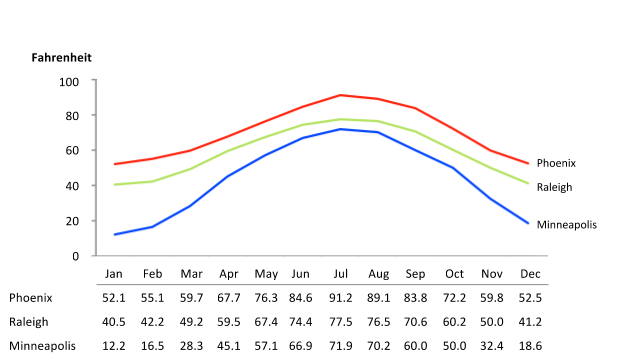 Fahrenheit
100
80
60
40
20
0
Phoenix
Raleigh
Minneapolis
Jan Feb Mar Apr May Jun Jul Aug Sep Oct Nov Dec
Phoenix 52.1 55.1 59.7 67.7 76.3 84.6 91.2 89.1 83.8 72.2 59.8 52.5
Raleigh 40.5 42.2 49.2 59.5 67.4 74.4 77.5 76.5 70.6 60.2 50.0 41.2
Minneapolis 12.2 16.5 28.3 45.1 57.1 66.9 71.9 70.2 60.0 50.0 32.4 18.6